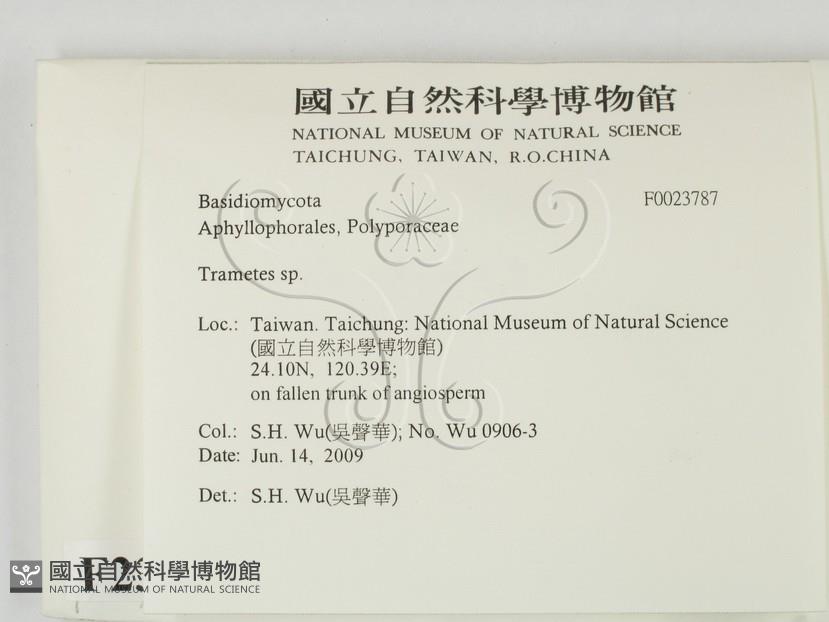 國立自然科學博物館
NATIONAL MUSEUM OF NATURAL SCIENCE
TAICHUNG, TAIWAN, R.O.CHINA
Basidiomycota F0023787
Aphyllophorales, Polyporaceae
Trametes sp.
Loc.: Taiwan. Taichung: National Museum of Natural Science
(國立自然科學博物館)
24.10N, 120.39E;
on fallen trunk of angiosperm
Col.: S.H. Wu(吳聲華); No. Wu 0906-3
Date: Jun. 14, 2009
Det.: S.H. Wu(吳聲華)
國立自然科學博物館
NATIONAL MUSEUM OF NATURAL SCIENCE